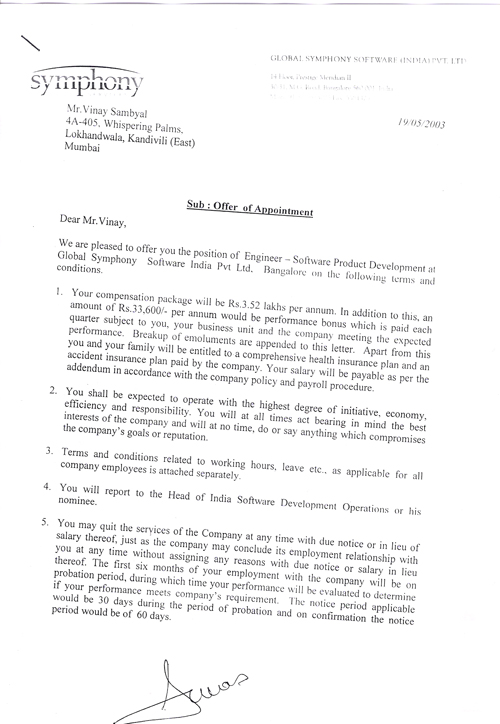 GLOBAL SYMPHONY SOFTWARE (INDIA) PVT. LTD
symphony
Mr.Vinay Sambyal
4A-405, Whispering Palms,
Lokhandwala, Kandivili (East)
Mumbai
19/05/2003
Sub : Offer of Appointment
Dear Mr.Vinay,
We are pleased to offer you the position of Engineer – Software Product Development at
Global Symphony Software India Pvt Ltd. Bangalore on the following terms and
conditions.
1. Your compensation package will be Rs.3.52 lakhs per annum. In addition to this, an
amount of Rs.33,600/- per annum would be performance bonus which is paid each
quarter subject to you, your business unit and the company meeting the expected
performance. Breakup of emoluments are appended to this letter. Apart from this
you and your family will be entitled to a comprehensive health insurance plan and an
accident insurance plan paid by the company. Your salary will be payable as per the
addendum in accordance with the company policy and payroll procedure.
2. You shall be expected to operate with the highest degree of initiative, economy,
efficiency and responsibility. You will at all times act bearing in mind the best
interests of the company and will at no time, do or say anything which compromises
the company's goals or reputation.
3. Terms and conditions related to working hours, leave etc., as applicable for all
company employees is attached separately.
4. You will report to the Head of India Software Development Operations or his
nominee.
5. You may quit the services of the Company at any time with due notice or in lieu of
salary thereof, just as the company may conclude its employment relationship with
you at any time without assigning any reasons with due notice or salary in lieu
thereof. The first six months of your employment with the company will be on
probation period, during which time your performance will be evaluated to determine
if your performance meets company's requirement. The notice period applicable
would be 30 days during the period of probation and on confirmation the notice
period would be of 60 days.